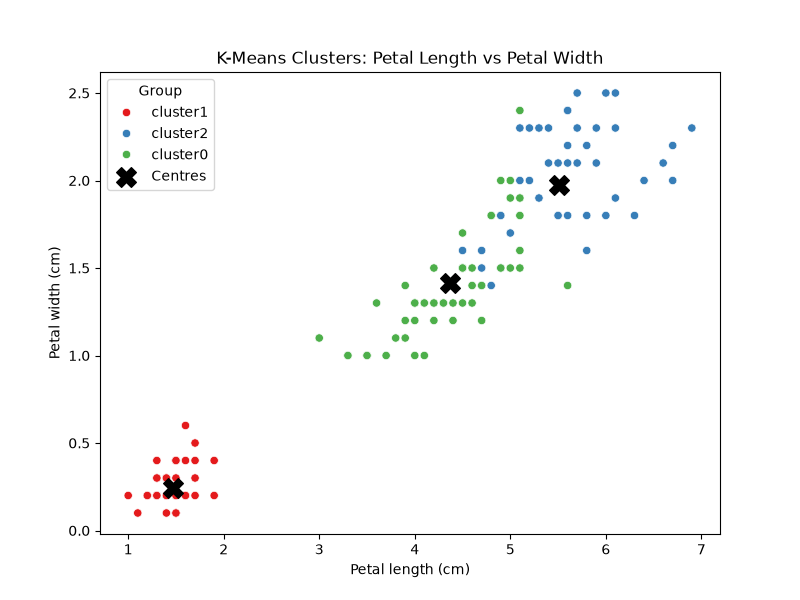 K-Means Clusters: Petal Length vs Petal Width
Group
cluster1
cluster2
cluster0
Centres
Petal width (cm)
2.5
2.0
1.5
1.0
0.5
0.0
1 2 3 4 5 6 7
Petal length (cm)